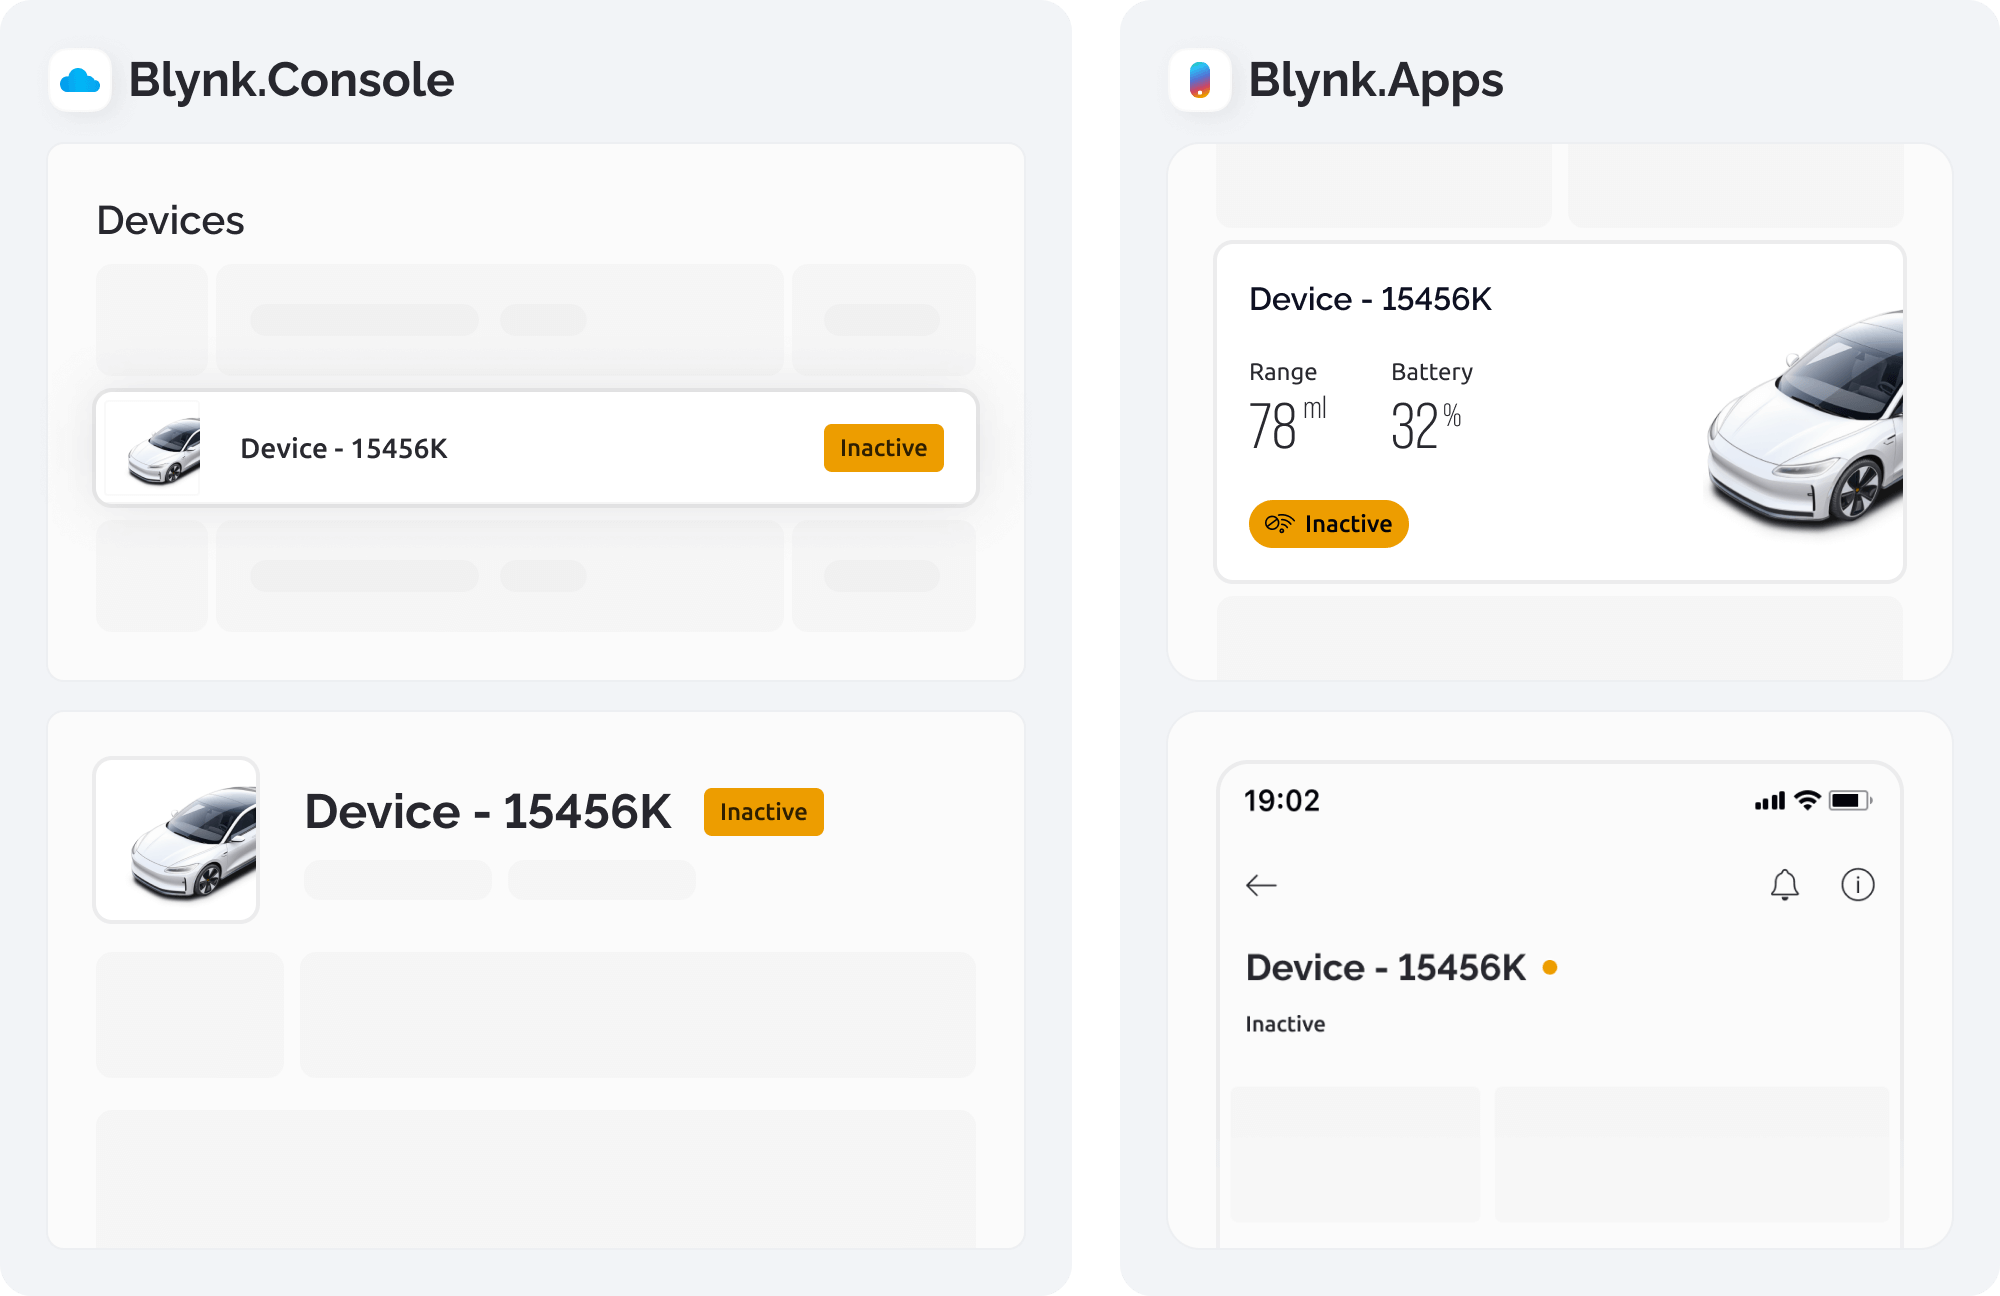 Blynk.Console
Devices
Device - 15456K
Inactive
Device - 15456K
Inactive
Blynk.Apps
Device - 15456K
Range
Battery
78 ml
32 %
Inactive
19:02
Device - 15456K
Inactive